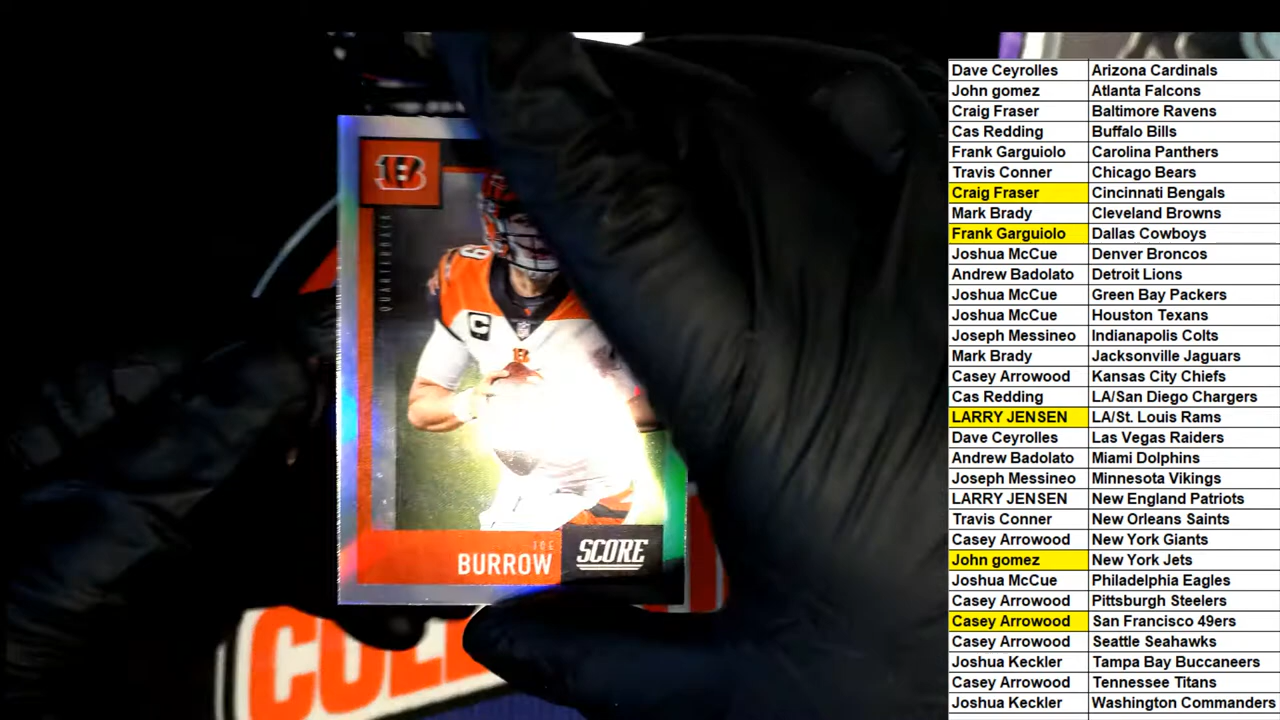 QUARTERBACK
9
C
B
JOE
BURROW
SCORE
Dave Ceyrolles Arizona Cardinals
John gomez Atlanta Falcons
Craig Fraser Baltimore Ravens
Cas Redding Buffalo Bills
Frank Garguiolo Carolina Panthers
Travis Conner Chicago Bears
Craig Fraser Cincinnati Bengals
Mark Brady Cleveland Browns
Frank Garguiolo Dallas Cowboys
Joshua McCue Denver Broncos
Andrew Badolato Detroit Lions
Joshua McCue Green Bay Packers
Joshua McCue Houston Texans
Joseph Messineo Indianapolis Colts
Mark Brady Jacksonville Jaguars
Casey Arrowood Kansas City Chiefs
Cas Redding LA/San Diego Chargers
LARRY JENSEN LA/St. Louis Rams
Dave Ceyrolles Las Vegas Raiders
Andrew Badolato Miami Dolphins
Joseph Messineo Minnesota Vikings
LARRY JENSEN New England Patriots
Travis Conner New Orleans Saints
Casey Arrowood New York Giants
John gomez New York Jets
Joshua McCue Philadelphia Eagles
Casey Arrowood Pittsburgh Steelers
Casey Arrowood San Francisco 49ers
Casey Arrowood Seattle Seahawks
Joshua Keckler Tampa Bay Buccaneers
Casey Arrowood Tennessee Titans
Joshua Keckler Washington Commanders